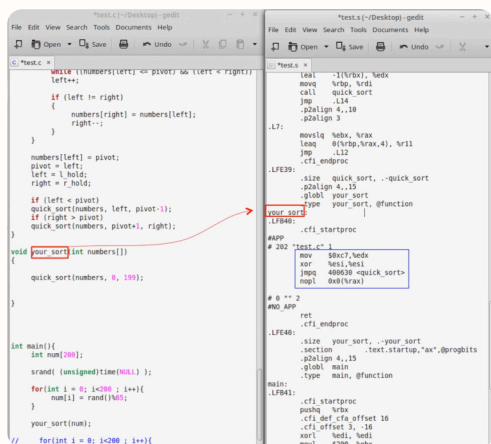 *test.c (~/Desktop) - gedit
File Edit View Search Tools Documents Help
Open Save Undo
*test.c ×
while ((numbers[left] <= pivot) && (left < right))
left++;
if (left != right)
{
numbers[right] = numbers[left];
right--;
}
}
numbers[left] = pivot;
pivot = left;
left = l_hold;
right = r_hold;
if (left < pivot)
quick_sort(numbers, left, pivot-1);
if (right > pivot)
quick_sort(numbers, pivot+1, right);
}
void your_sort(int numbers[])
{
quick_sort(numbers, 0, 199);
}
int main(){
int num[200];
srand( (unsigned)time(NULL) );
for(int i = 0; i<200 ; i++){
num[i] = rand()%65;
}
your_sort(num);
// for(int i = 0; i<200 ; i++){
*test.s (~/Desktop) - gedit
File Edit View Search Tools Documents Help
Open Save Undo
*test.s ×
leal -1(%rbx), %edx
movq %rbp, %rdi
call quick_sort
jmp .L14
.p2align 4,,10
.p2align 3
.L7:
movslq %ebx, %rax
leaq 0(%rbp,%rax,4), %r11
jmp .L12
.cfi_endproc
.LFE39:
.size quick_sort, .-quick_sort
.p2align 4,,15
.globl your_sort
.type your_sort, @function
your_sort:
.LFB40:
.cfi_startproc
#APP
# 202 "test.c" 1
mov $0xc7,%edx
xor %esi,%esi
jmpq 400630 <quick_sort>
nopl 0x0(%rax)
# 0 "" 2
#NO_APP
ret
.cfi_endproc
.LFE40:
.size your_sort, .-your_sort
.section .text.startup,"ax",@progbits
.p2align 4,,15
.globl main
.type main, @function
main:
.LFB41:
.cfi_startproc
pushq %rbx
.cfi_def_cfa_offset 16
.cfi_offset 3, -16
xorl %edi, %edi